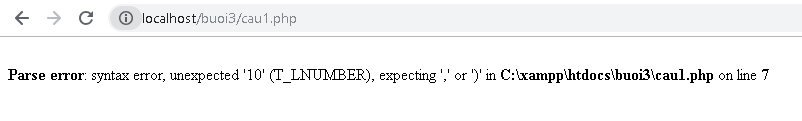 localhost/buoi3/cau1.php
Parse error: syntax error, unexpected '10' (T_LNUMBER), expecting ',' or ')' in C:\xampp\htdocs\buoi3\cau1.php on line 7